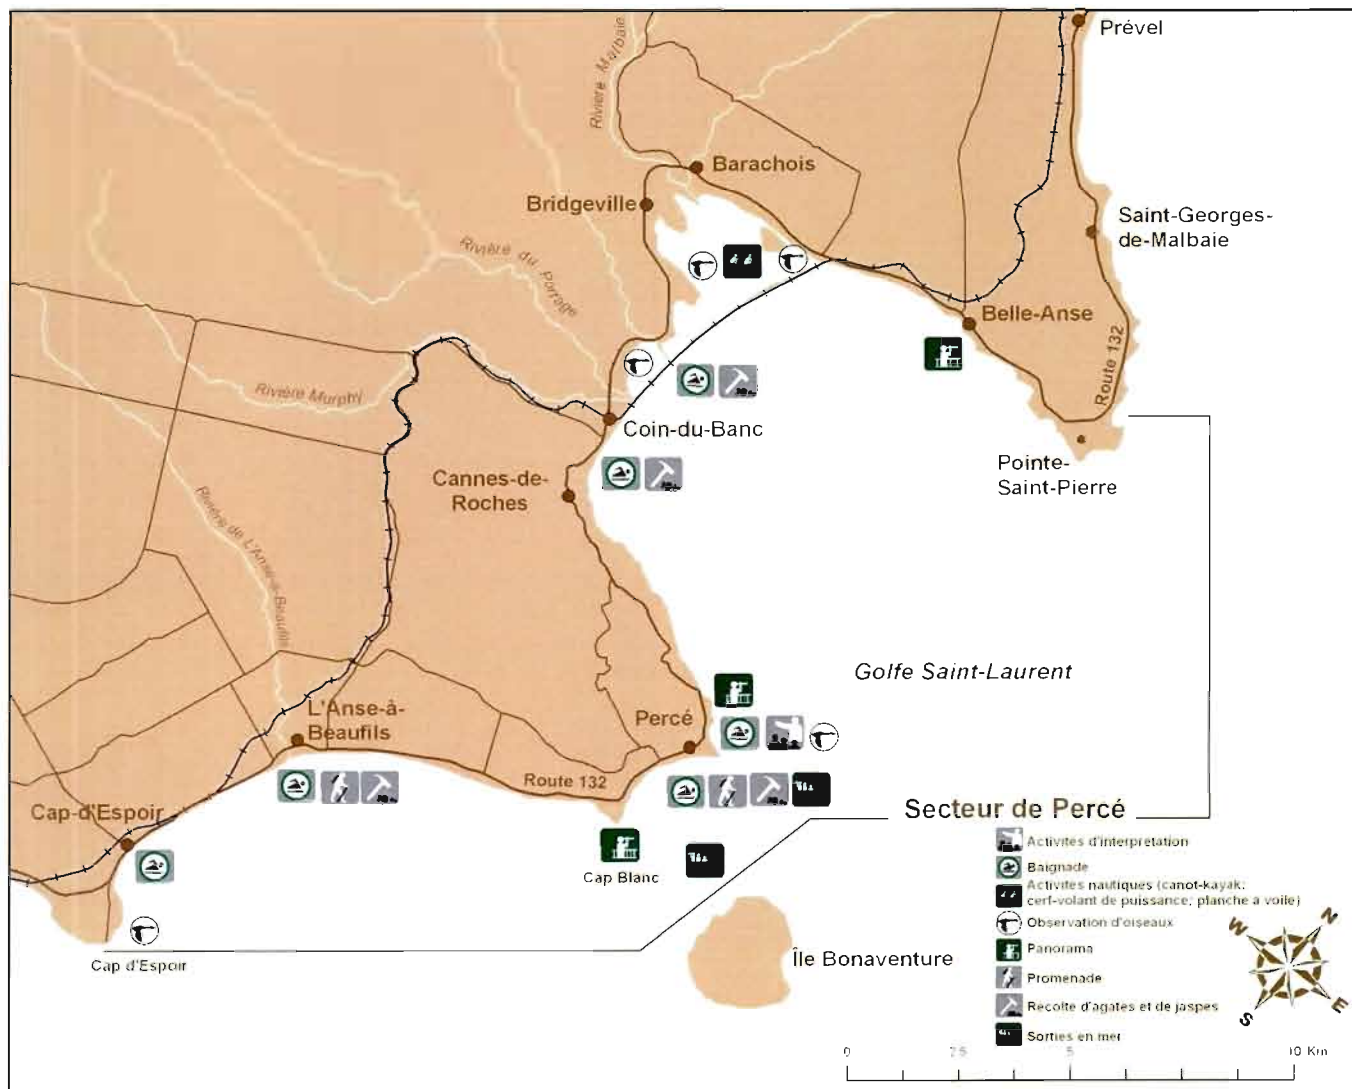 Prével
Rivière Malbaie
Barachois
Bridgeville
Saint-Georges-
de-Malbaie
Rivière du Portage
Belle-Anse
Route 132
Rivière Murphy
Coin-du-Banc
Pointe-
Saint-Pierre
Cannes-de-
Roches
Rivière de L'Anse-à-Beaufils
Golfe Saint-Laurent
L'Anse-à-
Beaufils
Percé
Route 132
Cap-d'Espoir
Cap Blanc
Cap d'Espoir
Île Bonaventure
Secteur de Percé
Activités d'interprétation
Baignade
Activités nautiques (canot-kayak,
cerf-volant de puissance, planche à voile)
Observation d'oiseaux
Panorama
Promenade
Récolte d'agates et de jaspes
Sorties en mer
W N
S E
0 2.5 5 10 Km